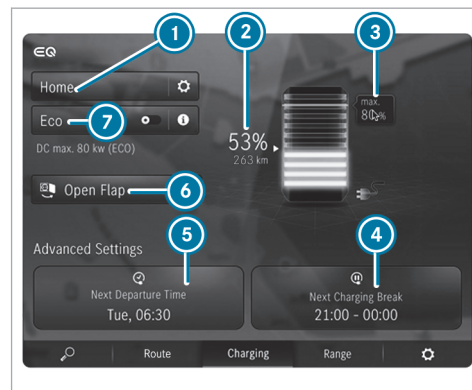 1
2
3
EQ
Home
max.
80 %
Eco
7
DC max. 80 kw (ECO)
53%
263 km
Open Flap
6
Advanced Settings
5
4
Next Departure Time
Tue, 06:30
Next Charging Break
21:00 - 00:00
Route
Charging
Range